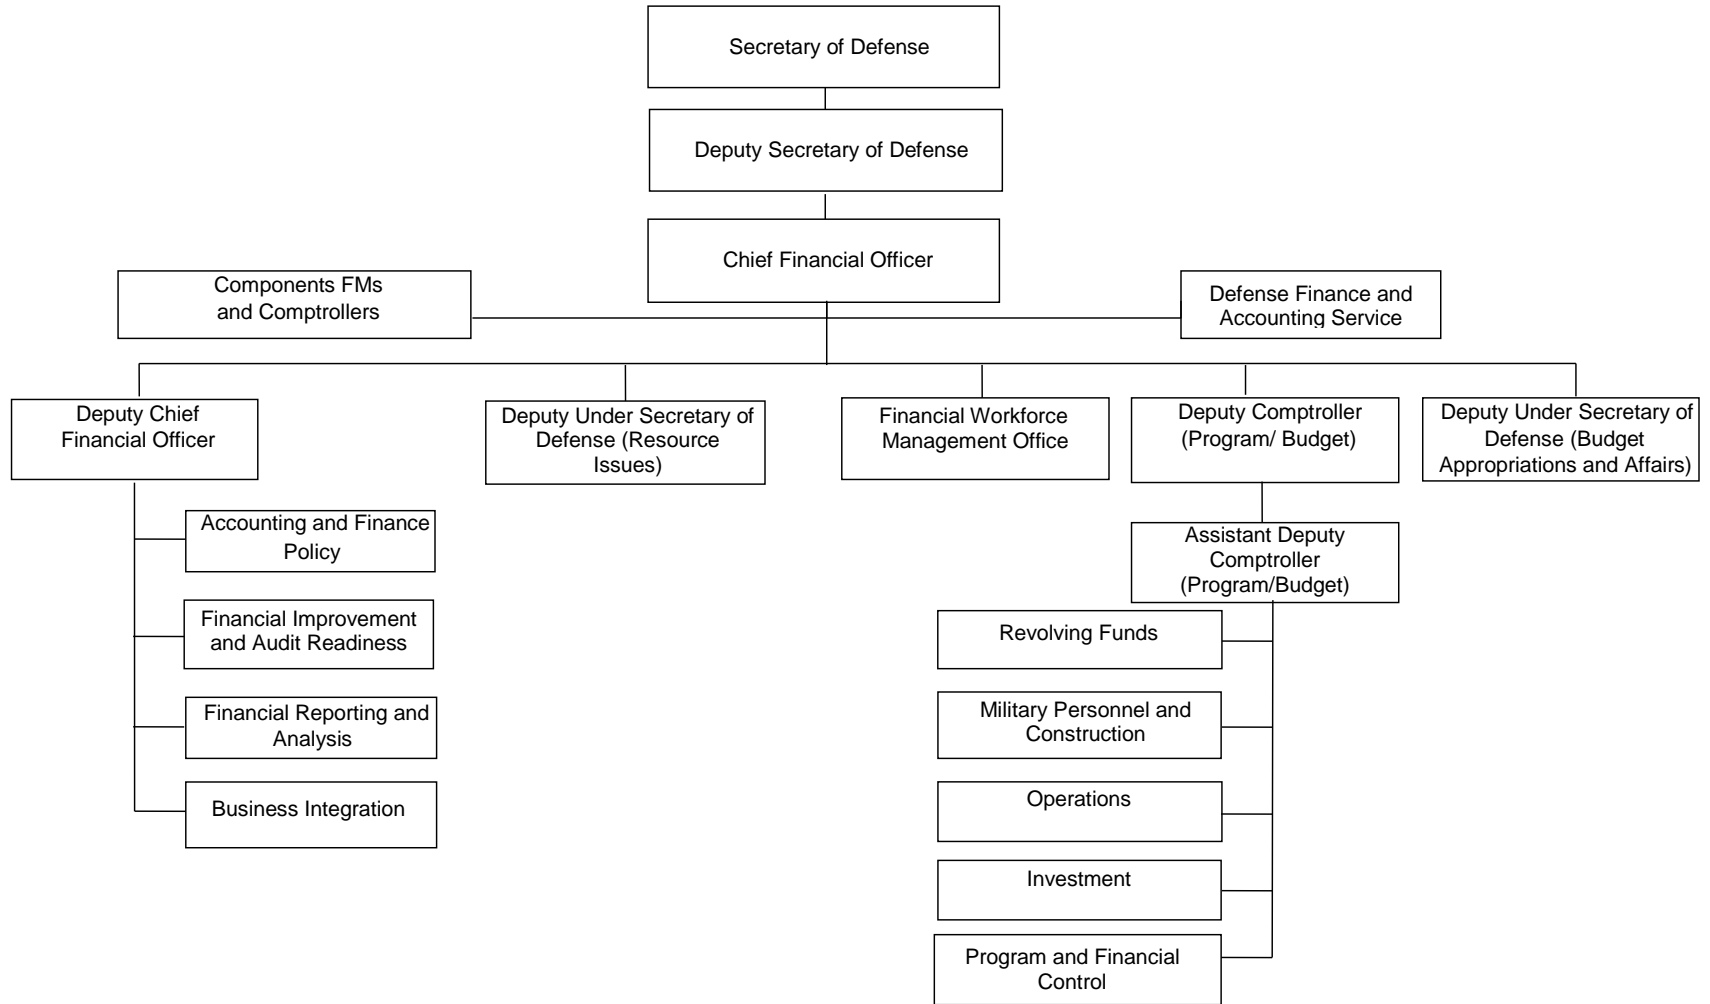 Secretary of Defense
Deputy Secretary of Defense
Chief Financial Officer
Components FMs
and Comptrollers
Defense Finance and
Accounting Service
Deputy Chief
Financial Officer
Deputy Under Secretary of
Defense (Resource
Issues)
Financial Workforce
Management Office
Deputy Comptroller
(Program/ Budget)
Deputy Under Secretary of
Defense (Budget
Appropriations and Affairs)
Accounting and Finance
Policy
Financial Improvement
and Audit Readiness
Financial Reporting and
Analysis
Business Integration
Assistant Deputy
Comptroller
(Program/Budget)
Revolving Funds
Military Personnel and
Construction
Operations
Investment
Program and Financial
Control